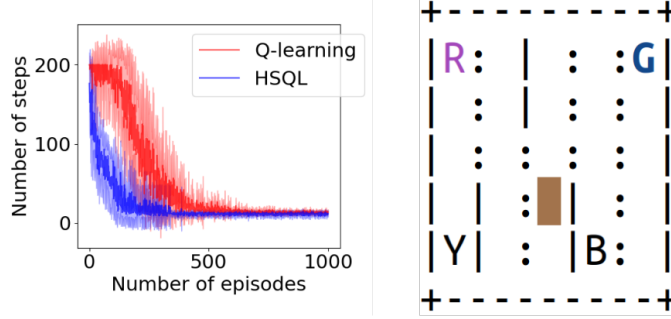 Number of steps
200
100
0
0
500
1000
Number of episodes
Q-learning
HSQL
+---------+
|R: | : :G|
| : | : : |
| : : : : |
| | : | : |
|Y| : |B: |
+---------+